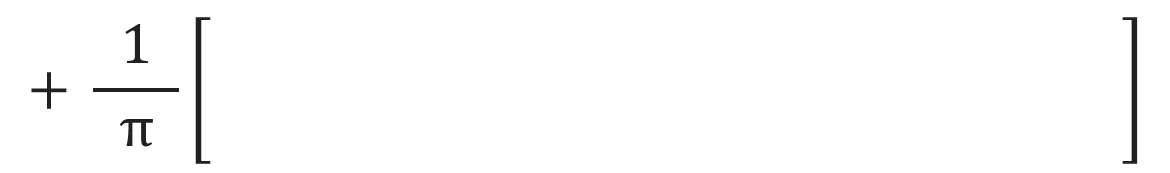 + 1/π [ ]